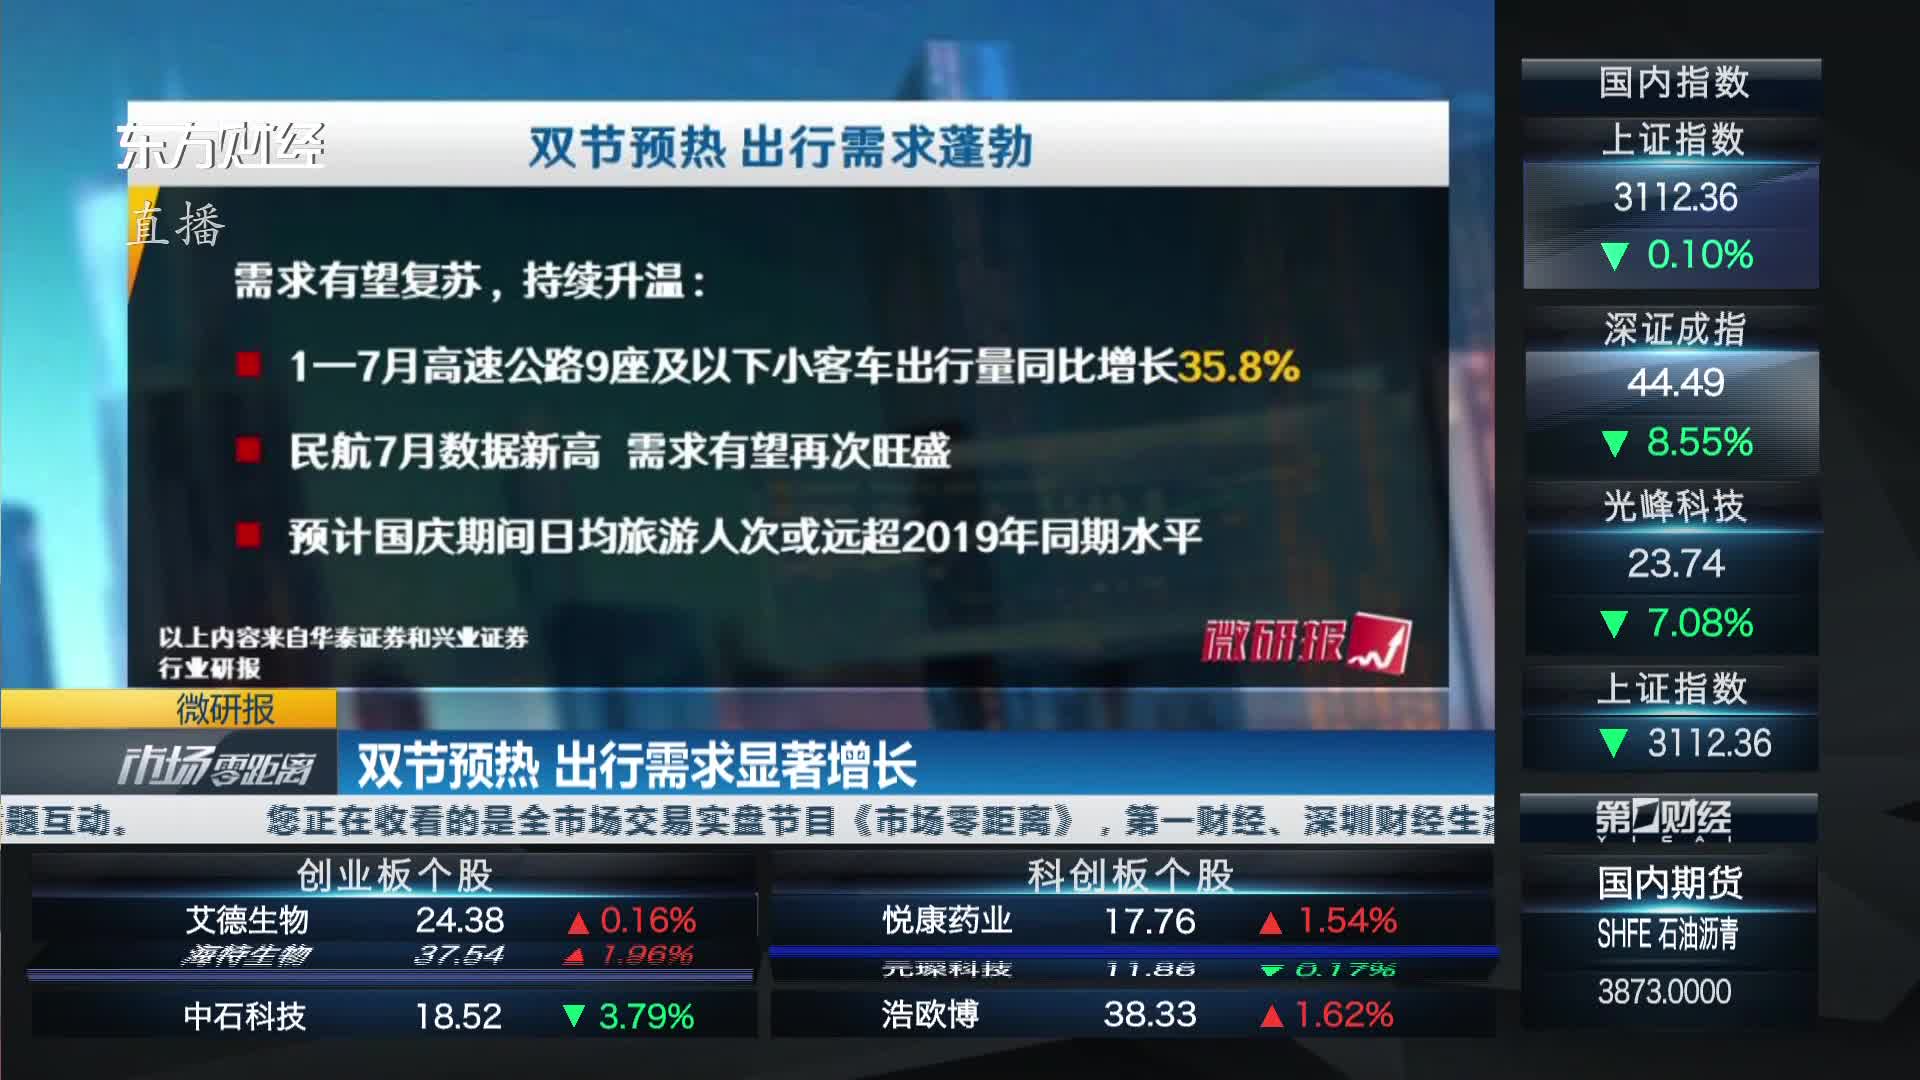 东方财经
直播
双节预热 出行需求蓬勃
需求有望复苏，持续升温：
1—7月高速公路9座及以下小客车出行量同比增长35.8%
民航7月数据新高 需求有望再次旺盛
预计国庆期间日均旅游人次或远超2019年同期水平
以上内容来自华泰证券和兴业证券
行业研报
微研报
微研报
市场零距离
双节预热 出行需求显著增长
题互动。 您正在收看的是全市场交易实盘节目《市场零距离》，第一财经、深圳财经生
创业板个股
艾德生物 24.38 ▲ 0.16%
海特生物 37.54 ▲ 1.96%
中石科技 18.52 ▼ 3.79%
科创板个股
悦康药业 17.76 ▲ 1.54%
元琛科技 11.88 ▼ 0.17%
浩欧博 38.33 ▲ 1.62%
国内指数
上证指数
3112.36
▼ 0.10%
深证成指
44.49
▼ 8.55%
光峰科技
23.74
▼ 7.08%
上证指数
▼ 3112.36
第一财经
YICAI
国内期货
SHFE 石油沥青
3873.0000